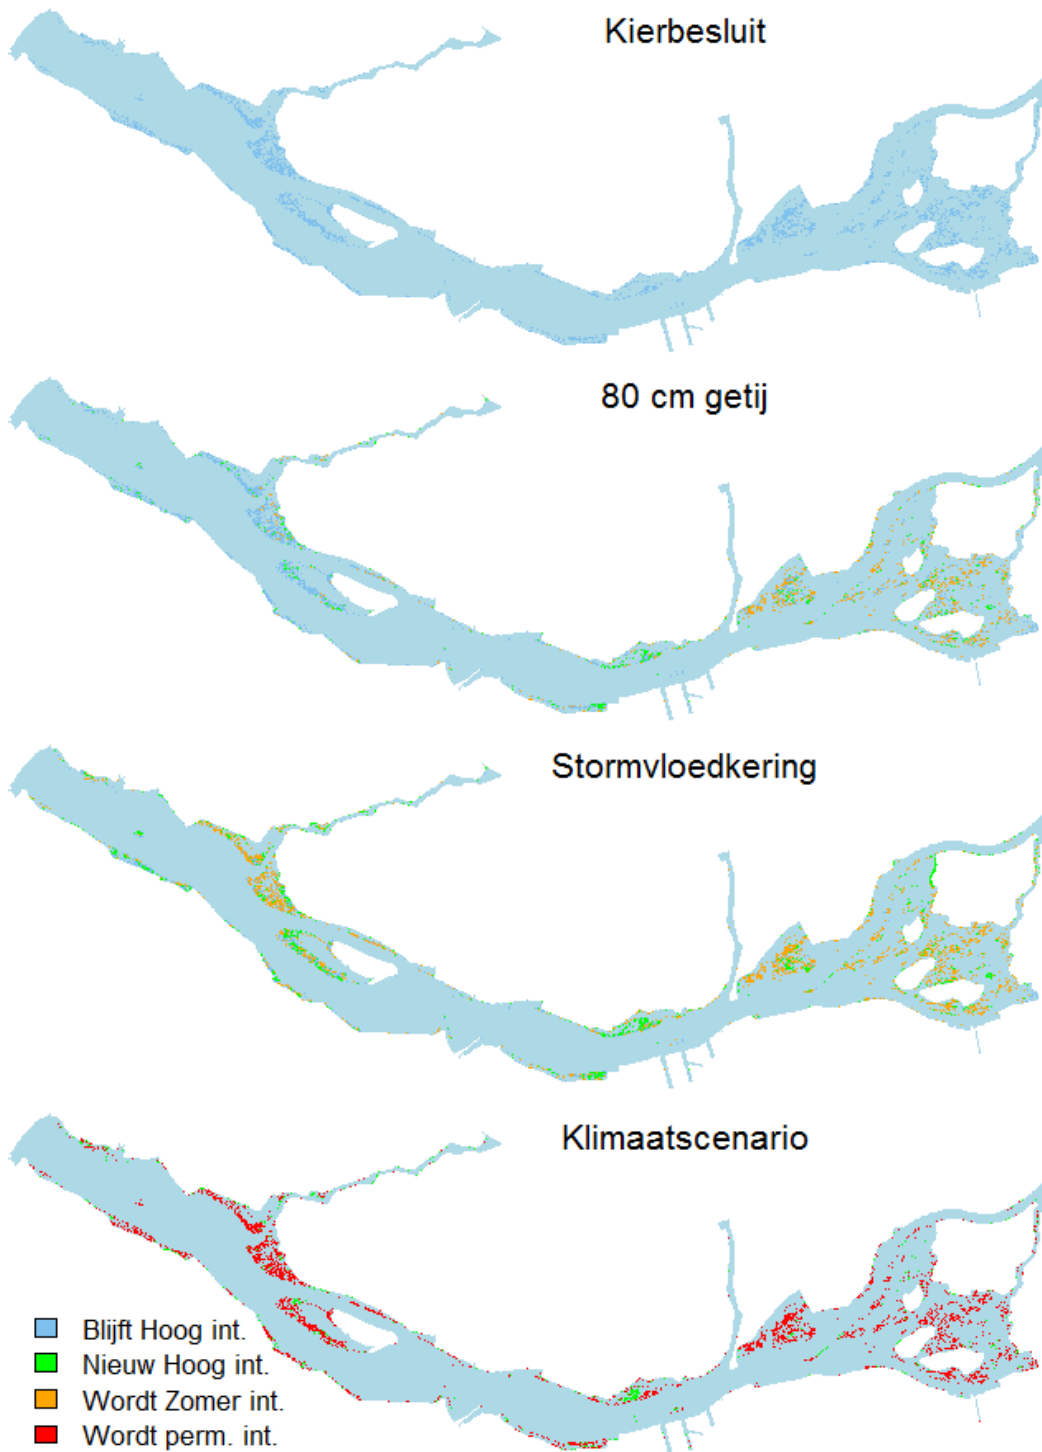 Kierbesluit
80 cm getij
Stormvloedkering
Klimaatscenario
Blijft Hoog int.
Nieuw Hoog int.
Wordt Zomer int.
Wordt perm. int.